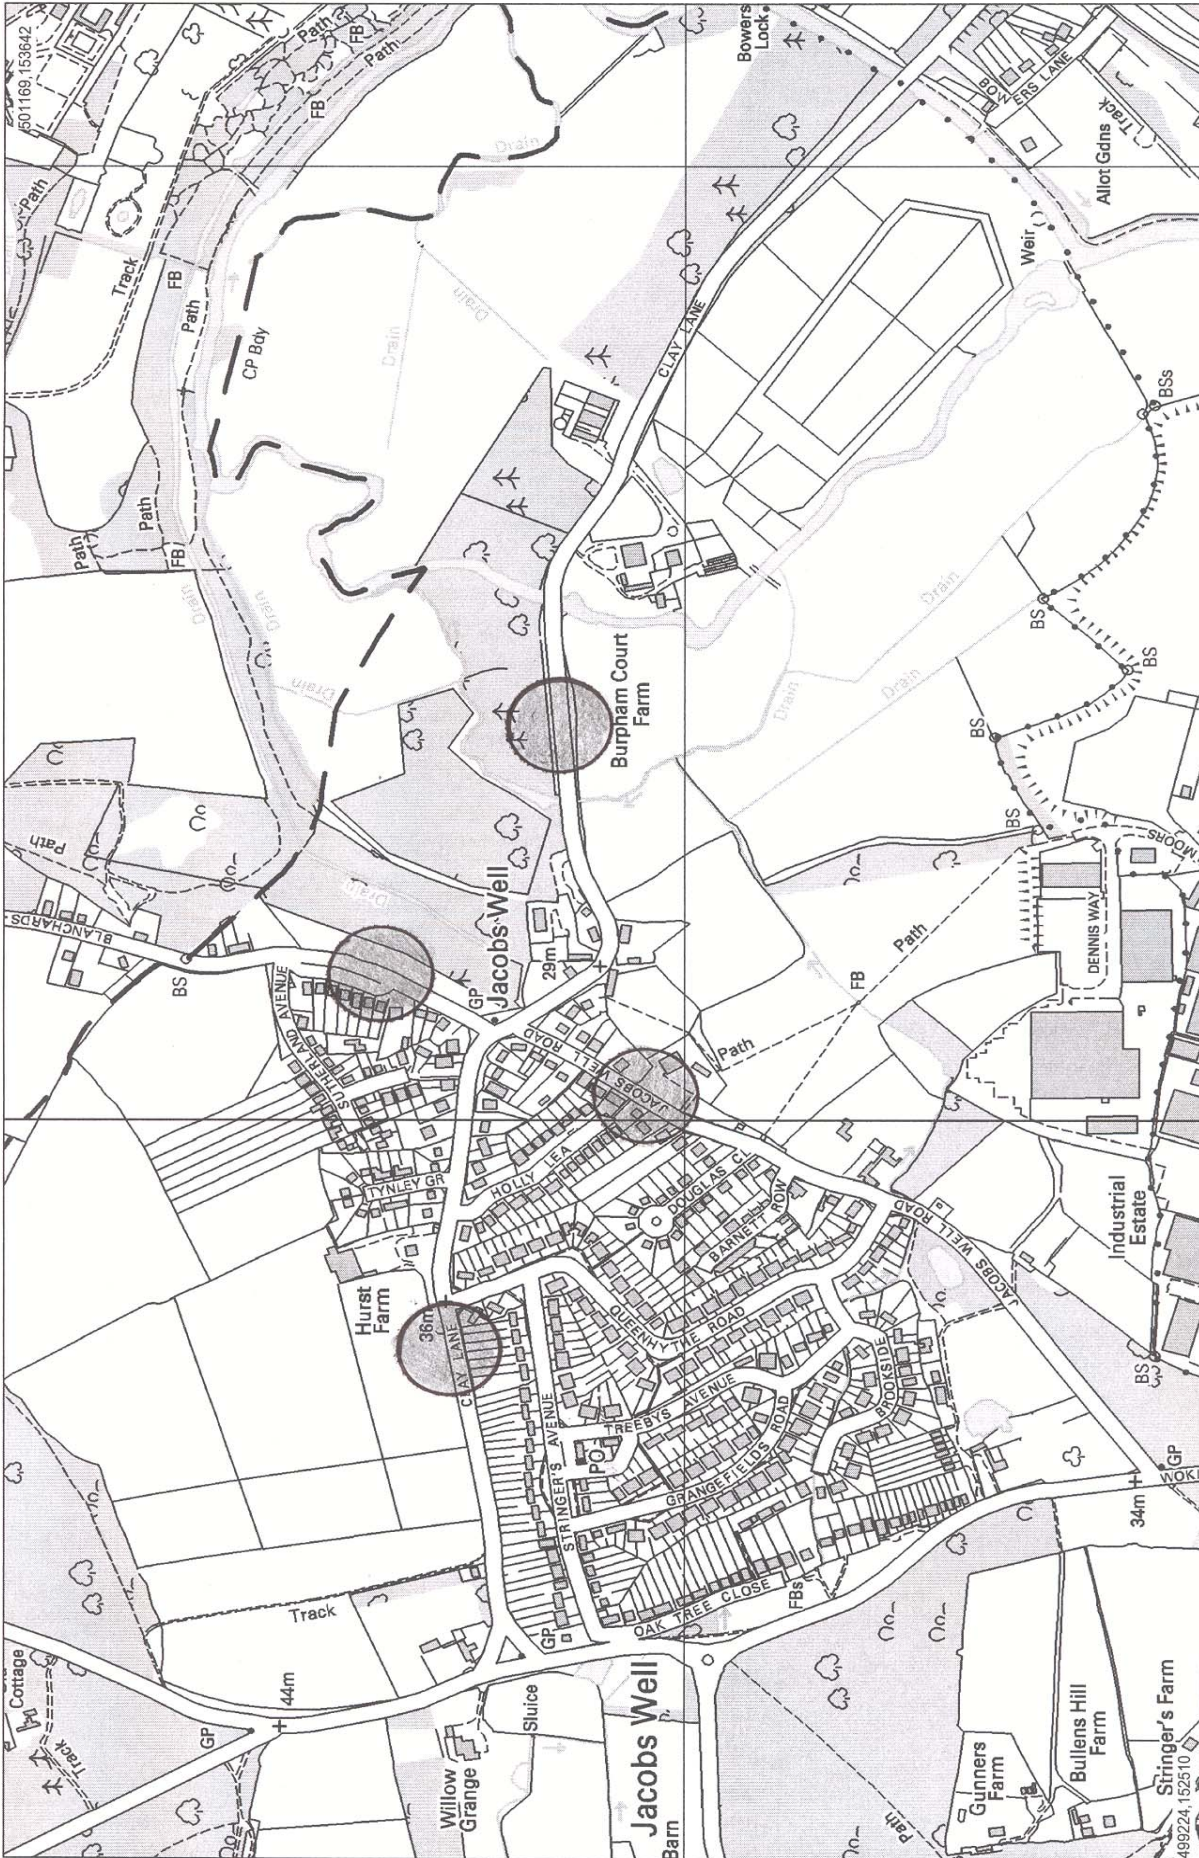 501169,153642
Path
FB
Path
FB
Path
Track
FB
Path
Path
Path
FB
Drain
Drain
Drain
CP Bdy
Drain
Drain
Drain
Bowers
Lock
BOWERS LANE
Track
Allot Gdns
Weir
CLAY LANE
BSs
BS
BS
BS
BS
Drain
Drain
Drain
Burpham Court
Farm
Path
BLANCHARDS
BS
Drain
GP
Jacobs Well
29m
SUTHERLAND AVENUE
TYNLEY GR
HOLLY LEA
JACOBS WELL ROAD
Path
FB
Path
DENNIS WAY
MOORS
DOUGLAS CL
BARNETT ROW
JACOBS WELL ROAD
Industrial
Estate
BS
Hurst
Farm
36m
CLAY LANE
STRINGER'S AVENUE
QUEENHYTHE ROAD
TREEBYS AVENUE
PO
GRANGEFIELDS ROAD
BROOKSIDE
OAK TREE CLOSE
FBs
GP
34m
Track
Cottage
Track
GP
44m
Willow
Grange
Sluice
Jacobs Well
Barn
Path
Gunners
Farm
Bullens Hill
Farm
Stringer's Farm
499224,152510